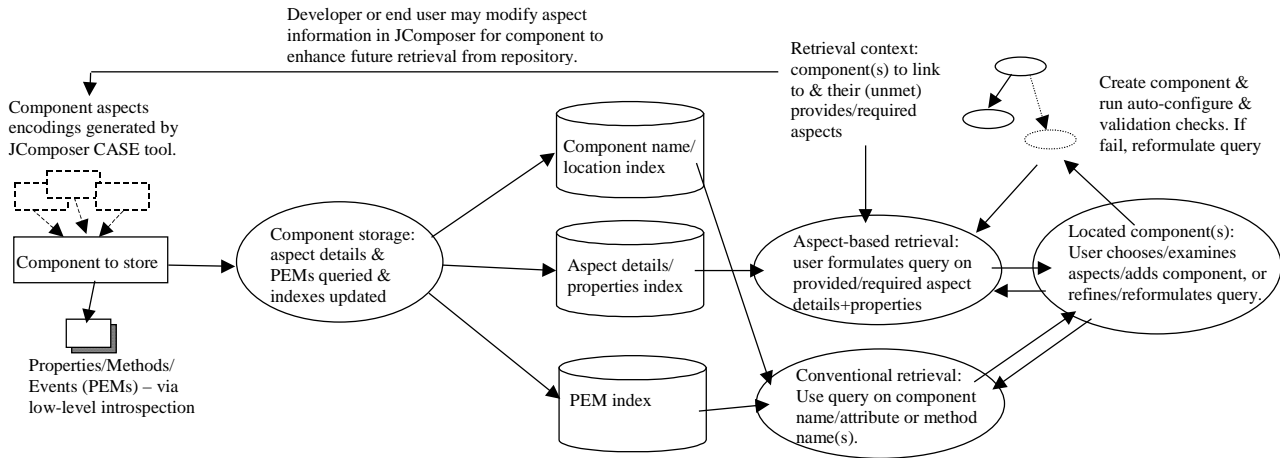 Developer or end user may modify aspect
information in JComposer for component to
enhance future retrieval from repository.
Retrieval context:
component(s) to link
to & their (unmet)
provides/required
aspects
Create component &
run auto-configure &
validation checks. If
fail, reformulate query
Component aspects
encodings generated by
JComposer CASE tool.
Component name/
location index
Component to store
Component storage:
aspect details &
PEMs queried &
indexes updated
Aspect details/
properties index
Aspect-based retrieval:
user formulates query on
provided/required aspect
details+properties
Located component(s):
User chooses/examines
aspects/adds component, or
refines/reformulates query.
Properties/Methods/
Events (PEMs) – via
low-level introspection
PEM index
Conventional retrieval:
Use query on component
name/attribute or method
name(s).